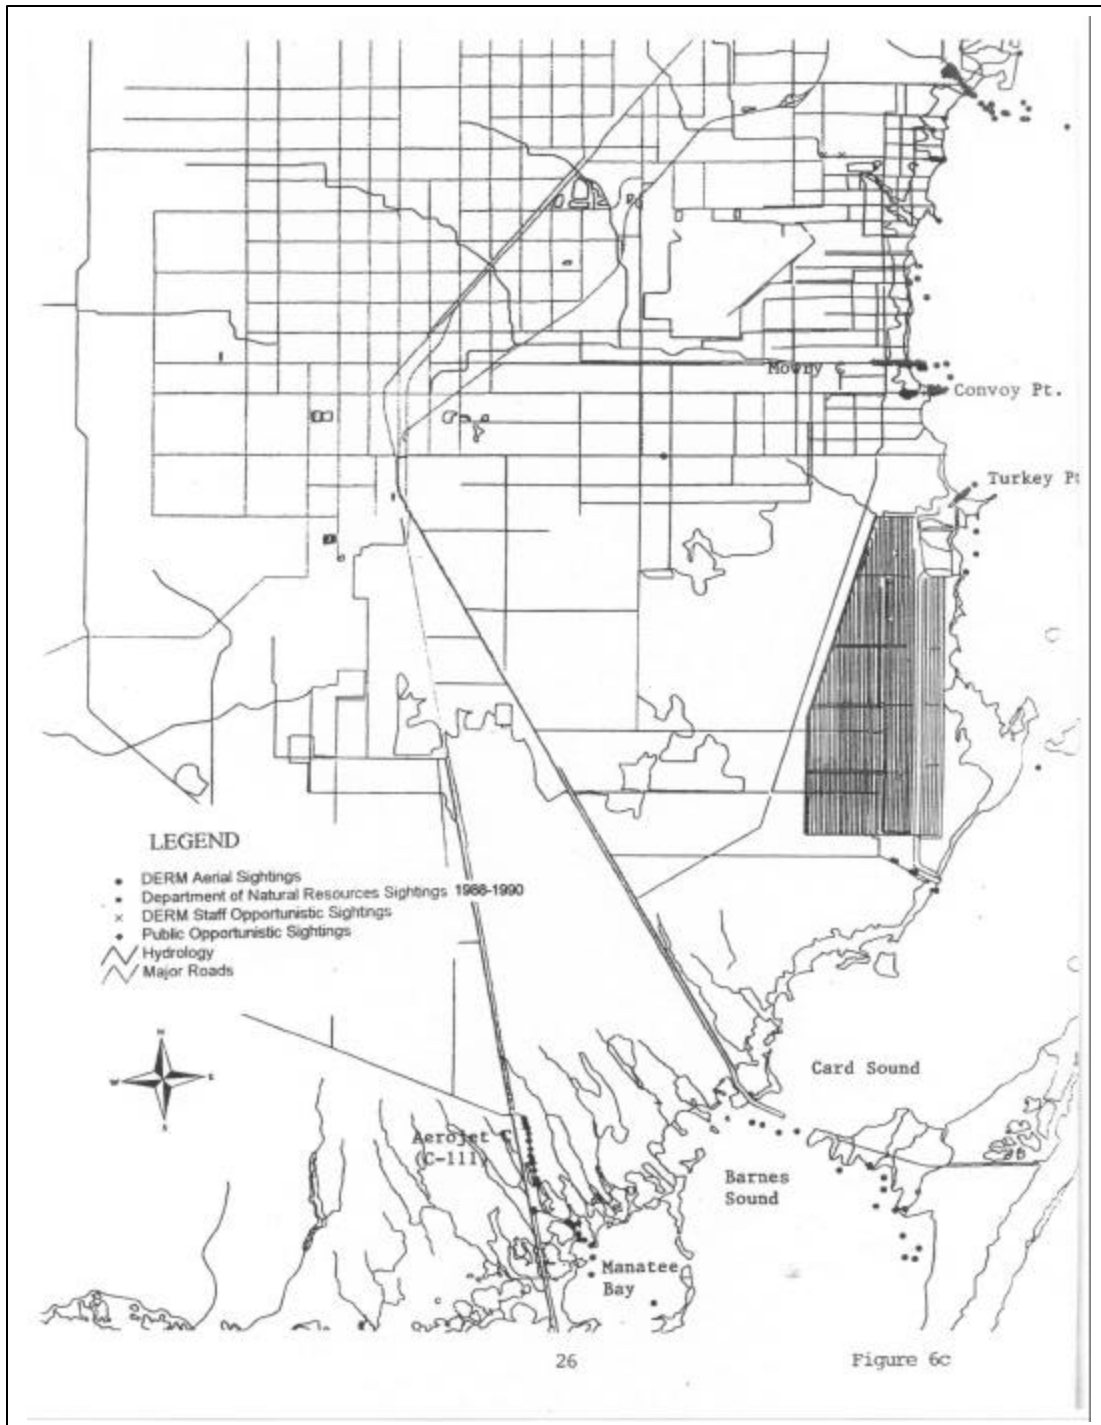 Mowry C
Convoy Pt.
Turkey Pt
LEGEND
DERM Aerial Sightings
Department of Natural Resources Sightings 1988-1990
DERM Staff Opportunistic Sightings
Public Opportunistic Sightings
Hydrology
Major Roads
N
W E
S
Card Sound
Aerojet C
(C-111)
Barnes
Sound
Manatee
Bay
26 Figure 6c